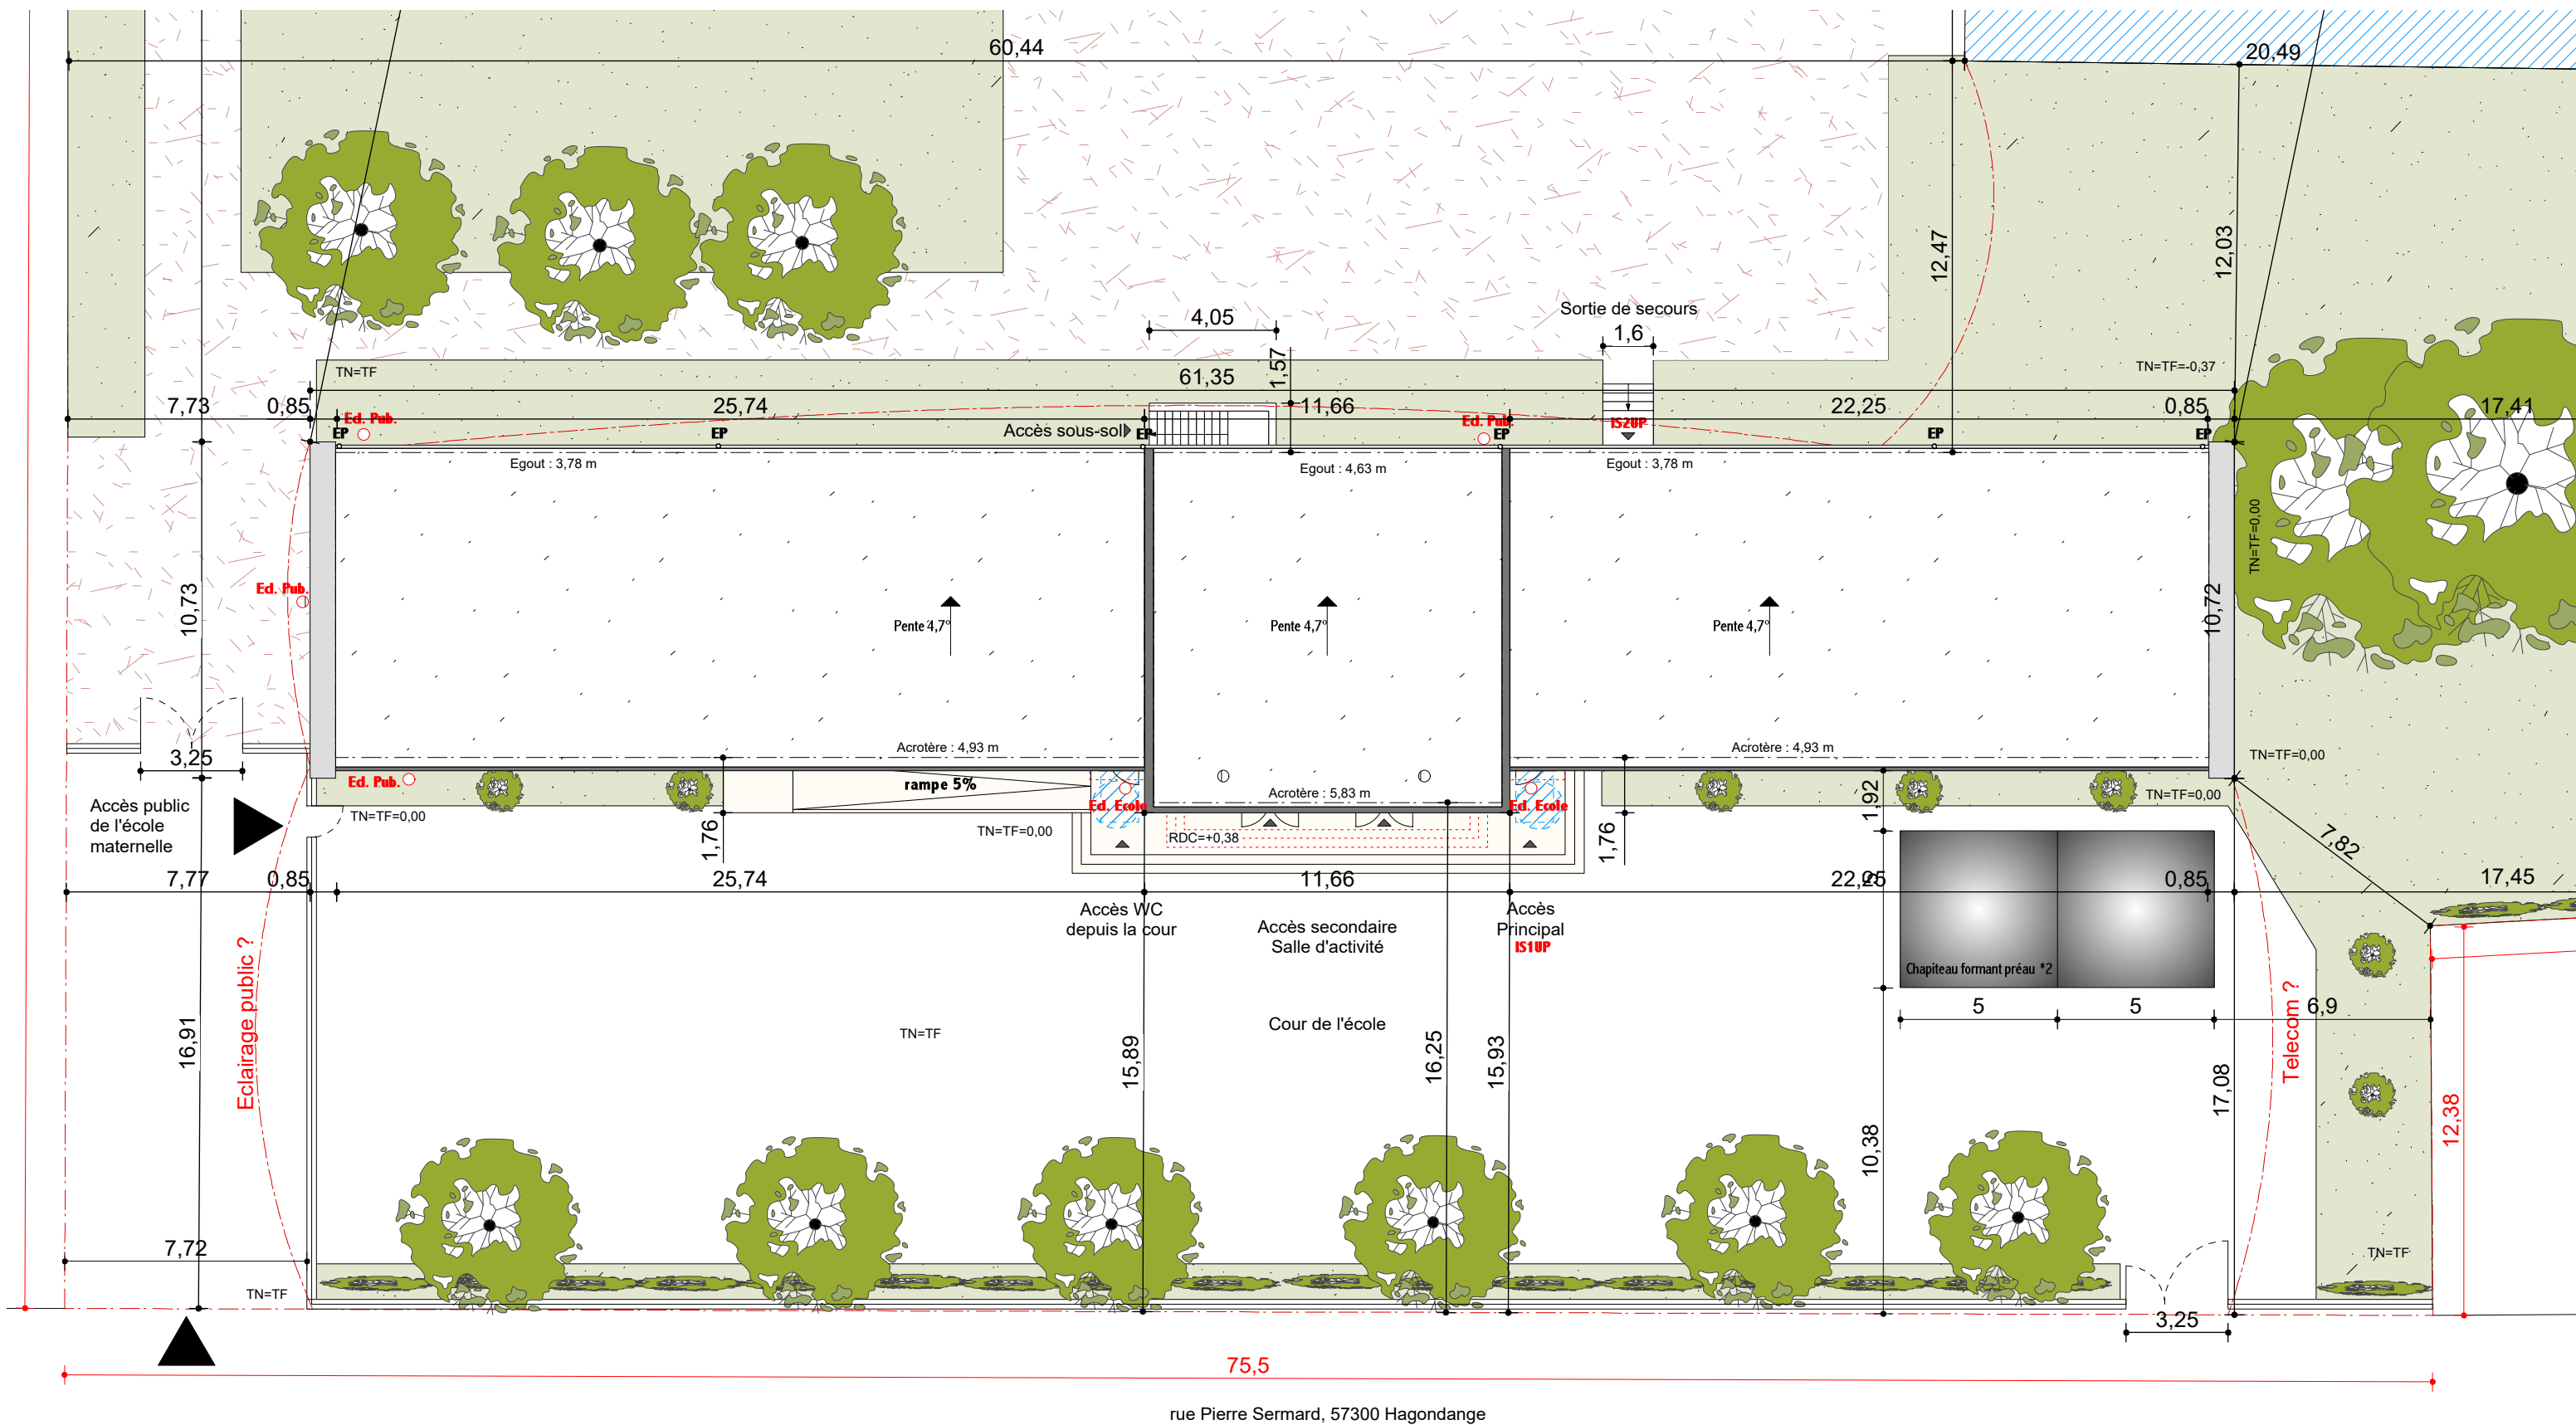 60,44
20,49
12,47
12,03
Sortie de secours
4,05
1,6
1,57
TN=TF
TN=TF=-0,37
61,35
7,73
0,85
25,74
11,66
22,25
0,85
17,41
Ed. Pub.
Ed. Pub.
IS2UP
EP
EP
Accès sous-sol
EP
EP
EP
EP
Egout : 3,78 m
Egout : 4,63 m
Egout : 3,78 m
TN=TF=0,00
Ed. Pub.
10,73
10,72
Pente 4,7°
Pente 4,7°
Pente 4,7°
3,25
Acrotère : 4,93 m
Acrotère : 4,93 m
TN=TF=0,00
Ed. Pub.
rampe 5%
Acrotère : 5,83 m
1,92
TN=TF=0,00
Accès public
de l'école
maternelle
TN=TF=0,00
Ed. Ecole
Ed. Ecole
1,76
TN=TF=0,00
RDC=+0,38
1,76
7,82
7,77
0,85
25,74
11,66
22,25
5
0,85
17,45
Accès WC
depuis la cour
Accès secondaire
Salle d'activité
Accès
Principal
IS1UP
Chapiteau formant préau *2
Eclairage public ?
5
5
6,9
Telecom ?
16,91
TN=TF
Cour de l'école
15,89
16,25
15,93
17,08
10,38
12,38
7,72
TN=TF
TN=TF
3,25
75,5
rue Pierre Sermard, 57300 Hagondange